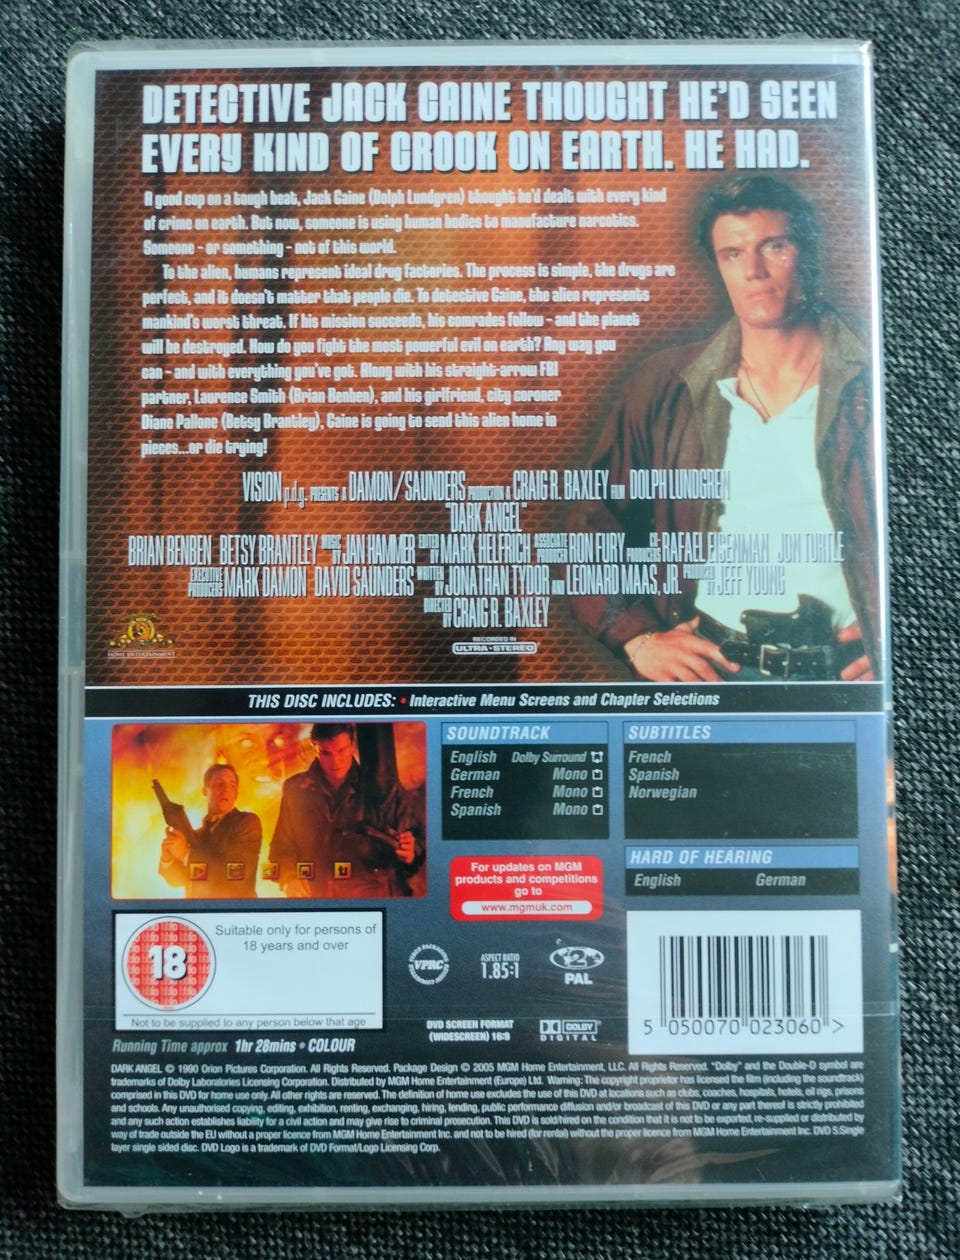 DETECTIVE JACK CAINE THOUGHT HE'D SEEN
EVERY KIND OF CROOK ON EARTH. HE HAD.
A good cop on a tough beat, Jack Caine (Dolph Lundgren) thought he'd dealt with every kind
of crime on earth. But now, someone is using human bodies to manufacture narcotics.
Someone - or something - not of this world.
To the alien, humans represent ideal drug factories. The process is simple, the drugs are
perfect, and it doesn't matter that people die. To detective Caine, the alien represents
mankind's worst threat. If his mission succeeds, his comrades follow - and the planet
will be destroyed. How do you fight the most powerful evil on earth? Any way you
can - and with everything you've got. Along with his straight-arrow FBI
partner, Laurence Smith (Brian Benben), and his girlfriend, city coroner
Diane Pallone (Betsy Brantley), Caine is going to send this alien home in
pieces...or die trying!
VISION p.d.g. PRESENTS A DAMON/SAUNDERS PRODUCTION A CRAIG R. BAXLEY FILM DOLPH LUNDGREN
"DARK ANGEL"
BRIAN BENBEN BETSY BRANTLEY MUSIC BY JAN HAMMER EDITED BY MARK HELFRICH ASSOCIATE PRODUCER RON FURY CO-PRODUCERS RAFAEL EISENMAN JON TURTLE
EXECUTIVE PRODUCERS MARK DAMON DAVID SAUNDERS WRITTEN BY JONATHAN TYDOR AND LEONARD MAAS, JR. PRODUCED BY JEFF YOUNG
DIRECTED BY CRAIG R. BAXLEY
HOME ENTERTAINMENT
RECORDED IN
ULTRA-STEREO
THIS DISC INCLUDES: • Interactive Menu Screens and Chapter Selections
SOUNDTRACK
English Dolby Surround
German Mono
French Mono
Spanish Mono
SUBTITLES
French
Spanish
Norwegian
HARD OF HEARING
English German
For updates on MGM
products and competitions
go to
www.mgmuk.com
18
Suitable only for persons of
18 years and over
Not to be supplied to any person below that age
VPRC
ASPECT RATIO
1.85:1
2
PAL
DVD SCREEN FORMAT
(WIDESCREEN) 16:9
DOLBY
DIGITAL
5 050070 023060 >
Running Time approx 1hr 28mins • COLOUR
DARK ANGEL © 1990 Orion Pictures Corporation. All Rights Reserved. Package Design © 2005 MGM Home Entertainment, LLC. All Rights Reserved. "Dolby" and the Double-D symbol are
trademarks of Dolby Laboratories Licensing Corporation. Distributed by MGM Home Entertainment (Europe) Ltd. Warning: The copyright proprietor has licensed the film (including the soundtrack)
comprised in this DVD for home use only. All other rights are reserved. The definition of home use excludes the use of this DVD at locations such as clubs, coaches, hospitals, hotels, oil rigs, prisons
and schools. Any unauthorised copying, editing, exhibition, renting, exchanging, hiring, lending, public performance diffusion and/or broadcast of this DVD or any part thereof is strictly prohibited
and any such action establishes liability for a civil action and may give rise to criminal prosecution. This DVD is sold/hired on the condition that it is not to be exported, re-supplied or distributed by
way of trade outside the EU without a proper licence from MGM Home Entertainment Inc. and not to be hired (for rental) without the proper licence from MGM Home Entertainment Inc. DVD 5:Single
layer single sided disc. DVD Logo is a trademark of DVD Format/Logo Licensing Corp.